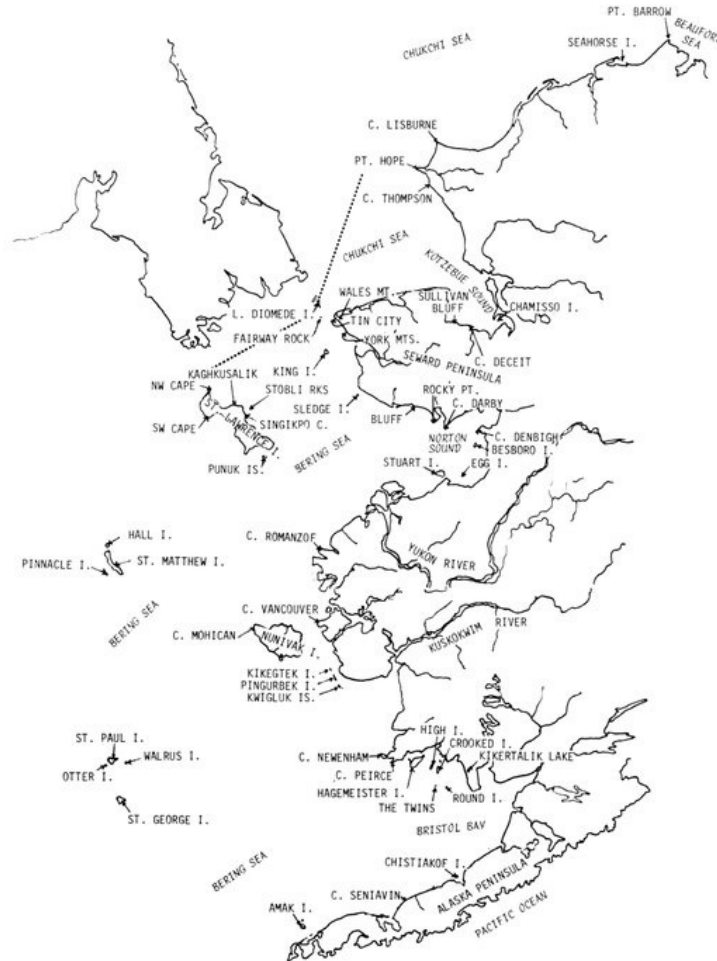 PT. BARROW
BEAUFORT SEA
CHUKCHI SEA
SEAHORSE I.
C. LISBURNE
PT. HOPE
C. THOMPSON
CHUKCHI SEA
KOTZEBUE SOUND
WALES MT.
SULLIVAN BLUFF
CHAMISSO I.
L. DIOMEDE I.
TIN CITY
FAIRWAY ROCK
YORK MTS.
C. DECEIT
KING I.
SEWARD PENINSULA
KAGHKUSALIK
NW CAPE
STOBLI RKS
ROCKY PT.
C. DARBY
SLEDGE I.
BLUFF
ST. LAWRENCE I.
SINGIKPO C.
SW CAPE
NORTON SOUND
C. DENBIGH
BESBORO I.
BERING SEA
PUNUK IS.
STUART I.
EGG I.
HALL I.
C. ROMANZOF
PINNACLE I.
ST. MATTHEW I.
YUKON RIVER
BERING SEA
C. VANCOUVER
C. MOHICAN
NUNIVAK I.
KUSKOKWIM RIVER
KIKEGTEK I.
PINGURBEK I.
KWIGLUK IS.
HIGH I.
ST. PAUL I.
CROOKED I.
WALRUS I.
C. NEWENHAM
KIKERTALIK LAKE
OTTER I.
C. PEIRCE
HAGEMEISTER I.
ROUND I.
THE TWINS
ST. GEORGE I.
BRISTOL BAY
BERING SEA
CHISTIAKOF I.
C. SENIAVIN
ALASKA PENINSULA
AMAK I.
PACIFIC OCEAN